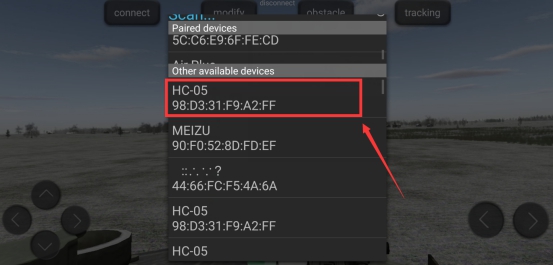 disconnect
connect
modify
obstacle
tracking
Scan...
Paired devices
5C:C6:E9:6F:FE:CD
Other available devices
HC-05
98:D3:31:F9:A2:FF
MEIZU
90:F0:52:8D:FD:EF
::.∴.∵?
44:66:FC:F5:4A:6A
HC-05
98:D3:31:F9:A2:FF
HC-05